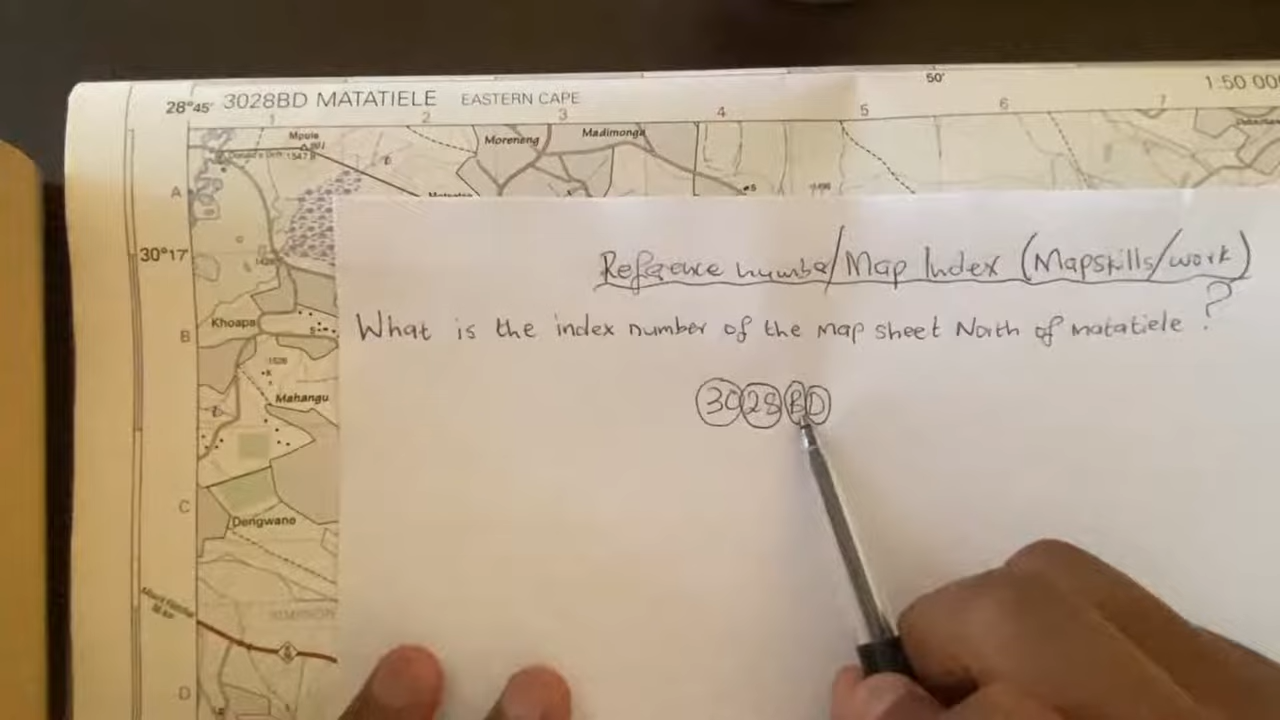 50'
28°45' 3028BD MATATIELE EASTERN CAPE
1:50 00
1 2 3 4 5 6 7
Mpule
Moreneng
Madimonga
A
30°17'
Reference number/Map Index (Mapskills/work)
Khoapa
What is the index number of the map sheet North of matatiele ?
B
1526
3028BD
Mahangu
C
Dengwane
D